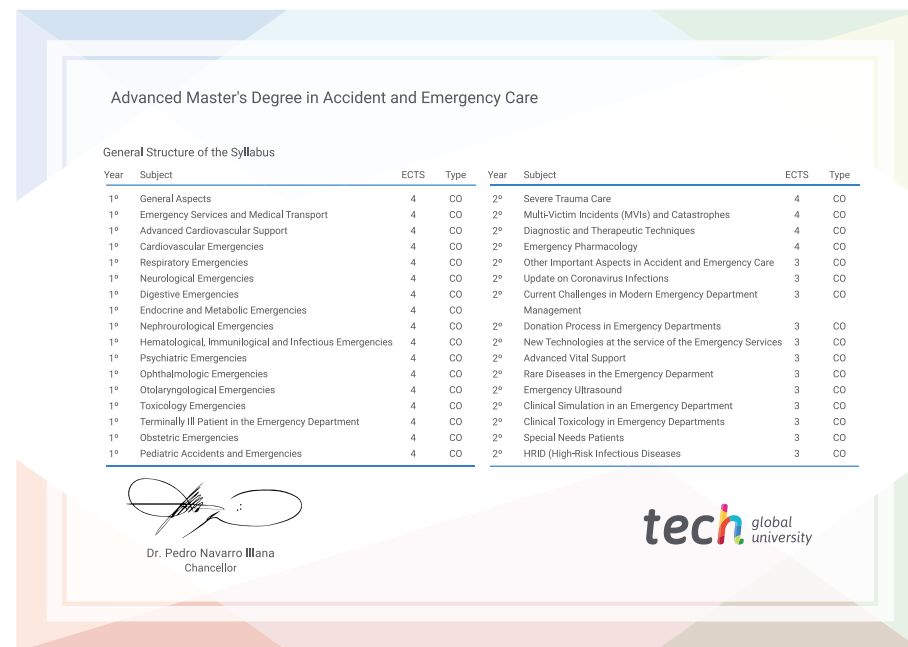 Advanced Master's Degree in Accident and Emergency Care
General Structure of the Syllabus
Year Subject ECTS Type
1º General Aspects 4 CO
1º Emergency Services and Medical Transport 4 CO
1º Advanced Cardiovascular Support 4 CO
1º Cardiovascular Emergencies 4 CO
1º Respiratory Emergencies 4 CO
1º Neurological Emergencies 4 CO
1º Digestive Emergencies 4 CO
1º Endocrine and Metabolic Emergencies 4 CO
1º Nephrourological Emergencies 4 CO
1º Hematological, Immunilogical and Infectious Emergencies 4 CO
1º Psychiatric Emergencies 4 CO
1º Ophthalmologic Emergencies 4 CO
1º Otolaryngological Emergencies 4 CO
1º Toxicology Emergencies 4 CO
1º Terminally Ill Patient in the Emergency Department 4 CO
1º Obstetric Emergencies 4 CO
1º Pediatric Accidents and Emergencies 4 CO
Year Subject ECTS Type
2º Severe Trauma Care 4 CO
2º Multi-Victim Incidents (MVIs) and Catastrophes 4 CO
2º Diagnostic and Therapeutic Techniques 4 CO
2º Emergency Pharmacology 4 CO
2º Other Important Aspects in Accident and Emergency Care 3 CO
2º Update on Coronavirus Infections 3 CO
2º Current Challenges in Modern Emergency Department 3 CO
Management
2º Donation Process in Emergency Departments 3 CO
2º New Technologies at the service of the Emergency Services 3 CO
2º Advanced Vital Support 3 CO
2º Rare Diseases in the Emergency Deparment 3 CO
2º Emergency Ultrasound 3 CO
2º Clinical Simulation in an Emergency Department 3 CO
2º Clinical Toxicology in Emergency Departments 3 CO
2º Special Needs Patients 3 CO
2º HRID (High-Risk Infectious Diseases 3 CO
Dr. Pedro Navarro Illana
Chancellor
tech global
university